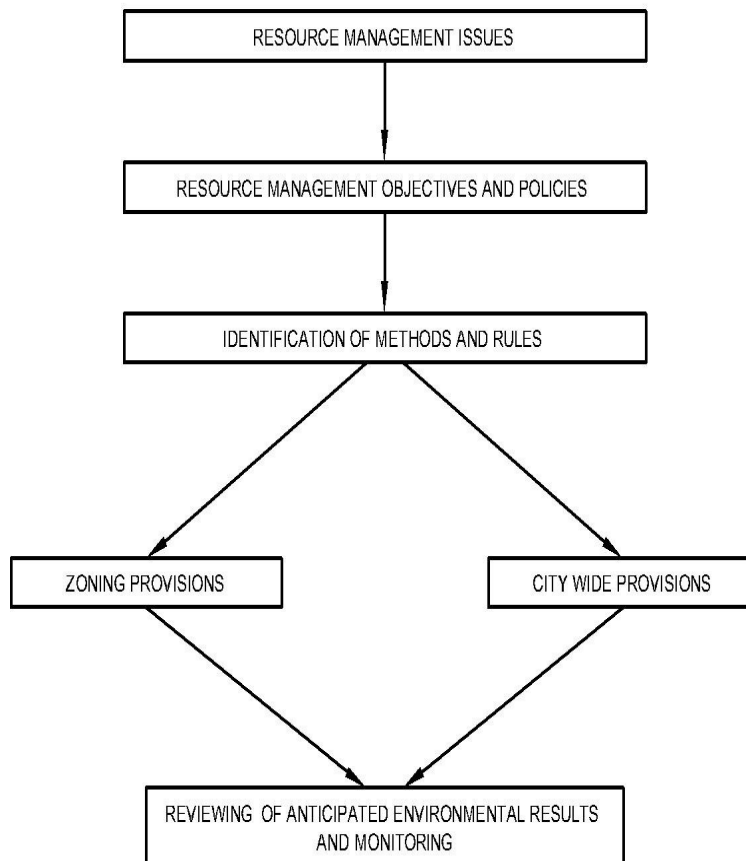 RESOURCE MANAGEMENT ISSUES
RESOURCE MANAGEMENT OBJECTIVES AND POLICIES
IDENTIFICATION OF METHODS AND RULES
ZONING PROVISIONS
CITY WIDE PROVISIONS
REVIEWING OF ANTICIPATED ENVIRONMENTAL RESULTS
AND MONITORING